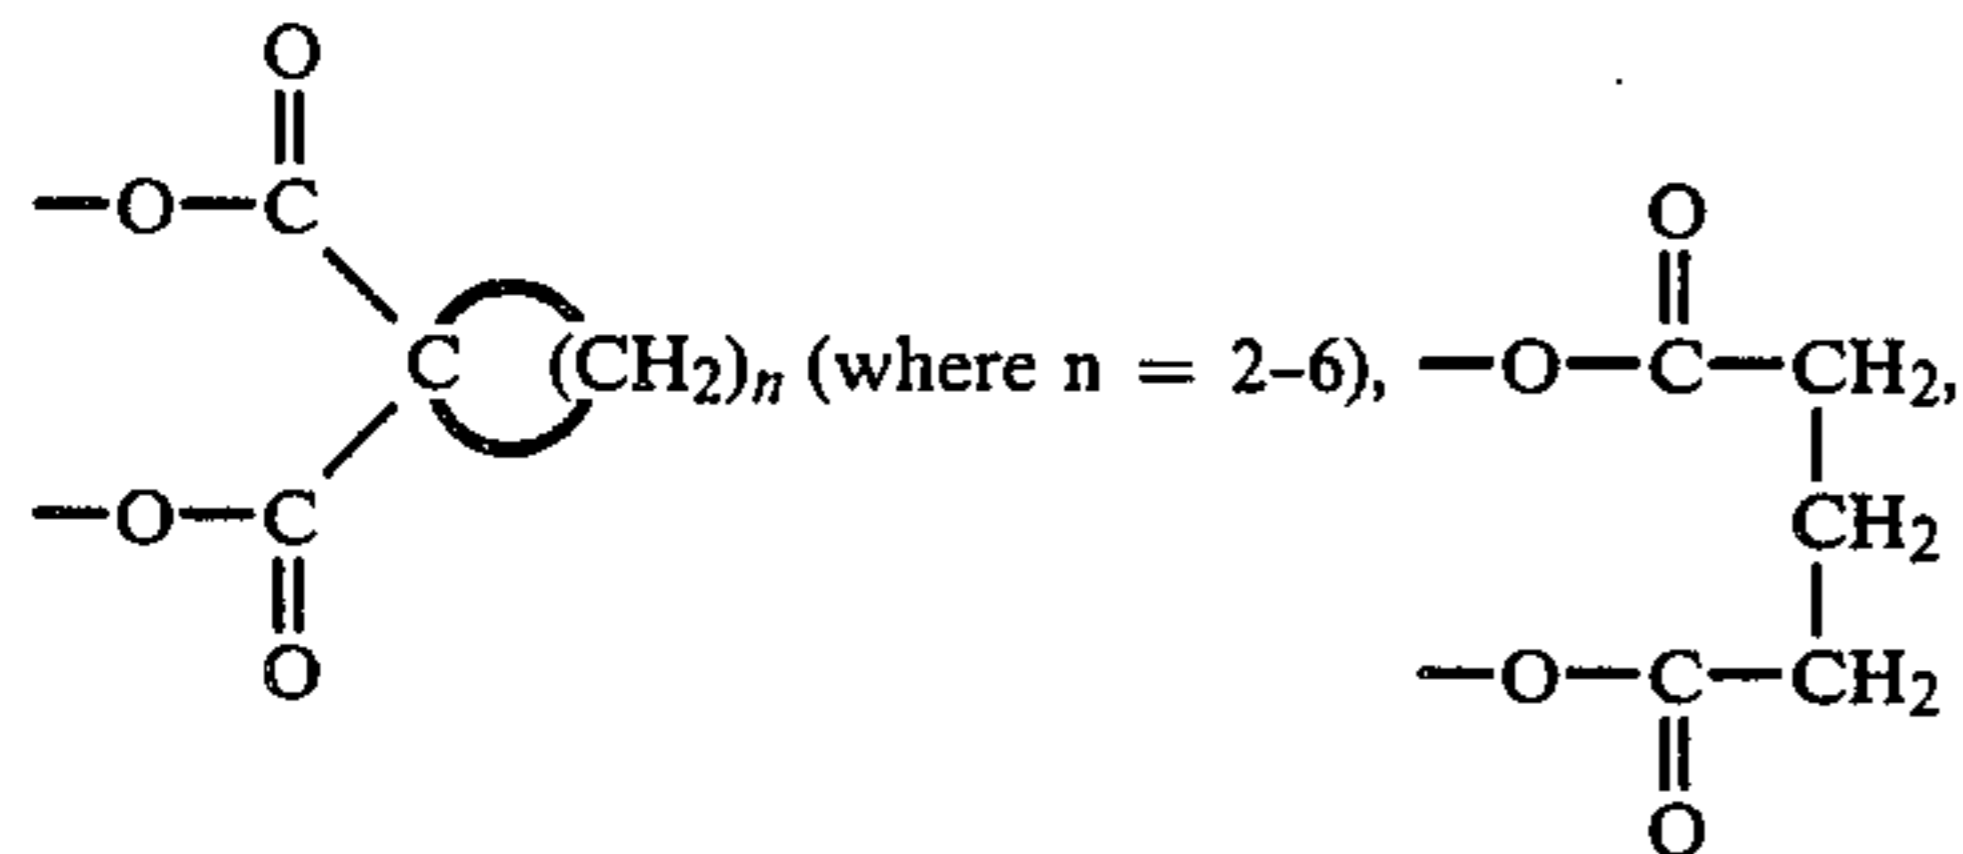 O
O
—O—C
C (CH2)n (where n = 2–6), —O—C—CH2,
CH2
—O—C
—O—C—CH2
O
O